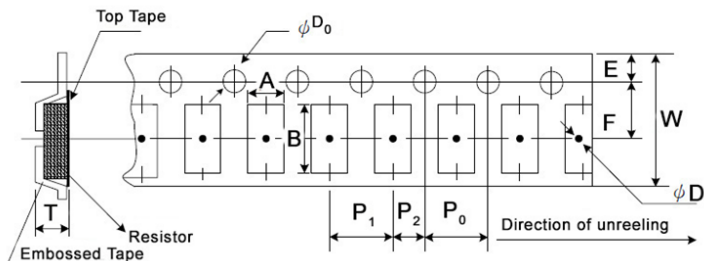 Top Tape
ϕD₀
A
E
B
F
W
T
P₁
P₂
P₀
ϕD
Direction of unreeling
Resistor
Embossed Tape